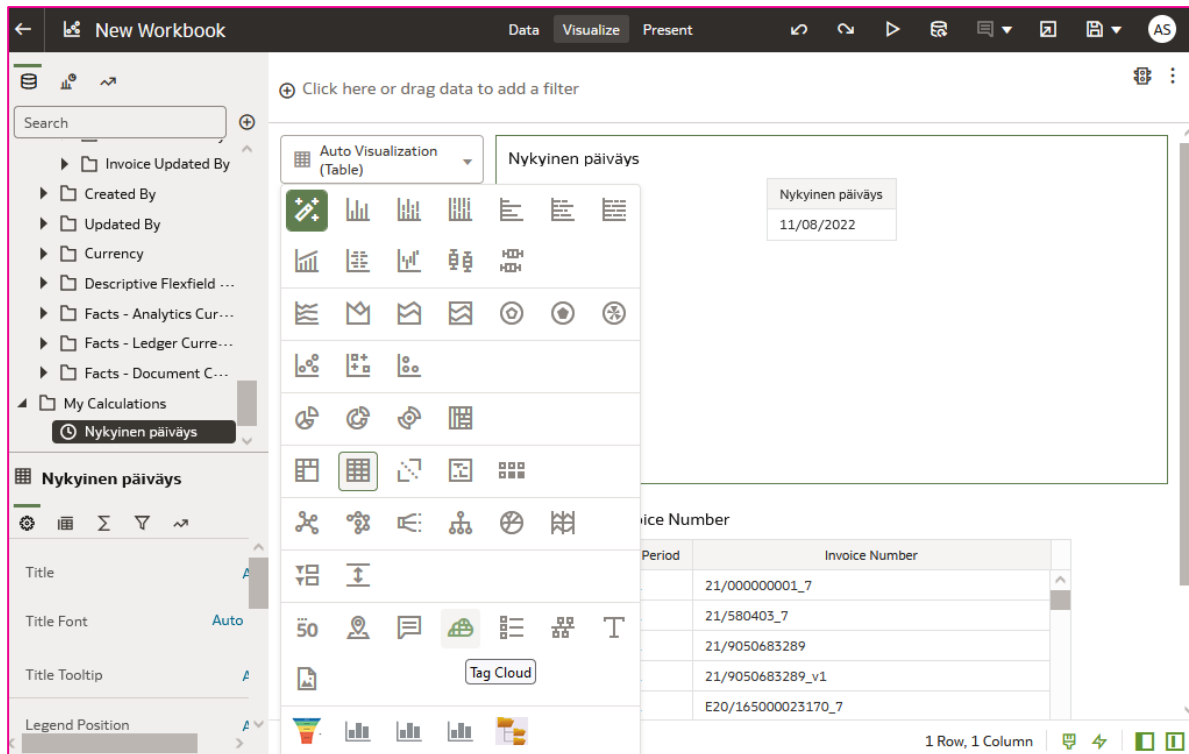 New Workbook
Data Visualize Present
AS
Search
Click here or drag data to add a filter
Invoice Updated By
Created By
Updated By
Currency
Descriptive Flexfield ···
Facts - Analytics Cur···
Facts - Ledger Curre···
Facts - Document C···
My Calculations
Nykyinen päiväys
Nykyinen päiväys
Title
Title Font Auto
Title Tooltip
Legend Position
Auto Visualization
(Table)
50
Tag Cloud
Nykyinen päiväys
Nykyinen päiväys
11/08/2022
Number
Period Invoice Number
21/000000001_7
21/580403_7
21/9050683289
21/9050683289_v1
E20/165000023170_7
1 Row, 1 Column